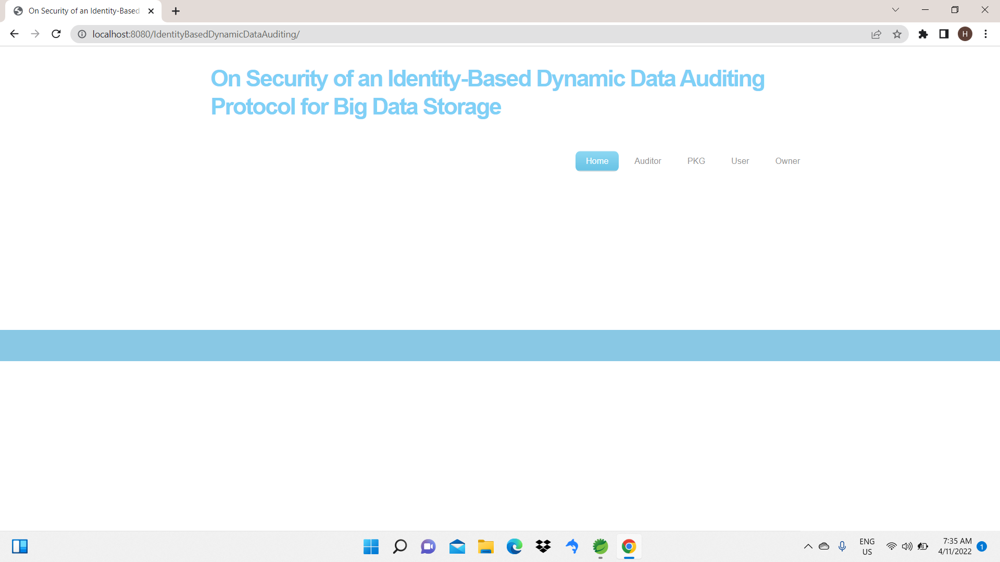 On Security of an Identity-Based
localhost:8080/IdentityBasedDynamicDataAuditing/
H
On Security of an Identity-Based Dynamic Data Auditing
Protocol for Big Data Storage
Home Auditor PKG User Owner
ENG
US
7:35 AM
4/11/2022
1